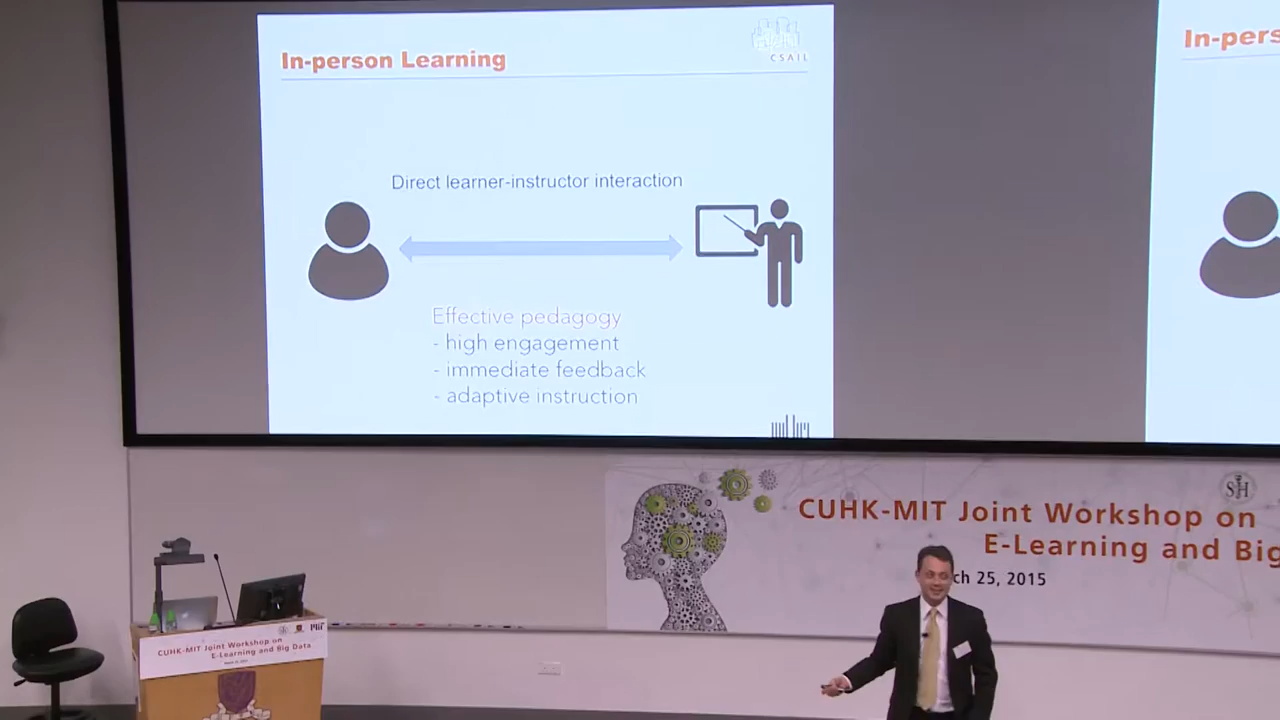 In-person Learning
CSAIL
Direct learner-instructor interaction
Effective pedagogy
- high engagement
- immediate feedback
- adaptive instruction
In-pers
CUHK-MIT Joint Workshop on
E-Learning and Big
ch 25, 2015
SH
CUHK-MIT Joint Workshop on
E-Learning and Big Data